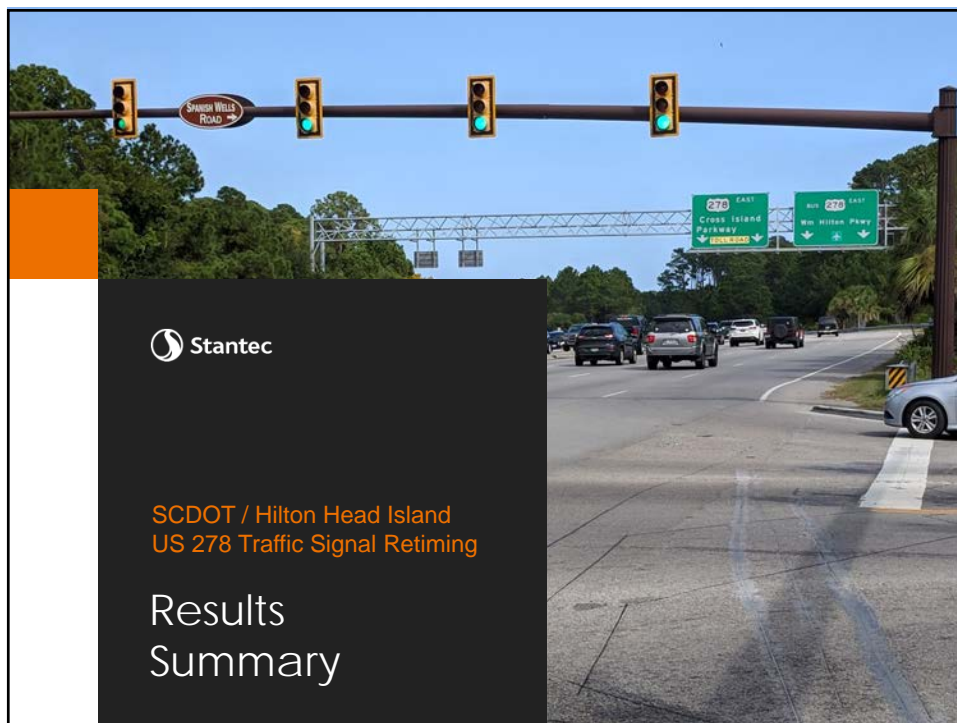 SPANISH WELLS
ROAD →
278 EAST
Cross Island
Parkway
TOLL ROAD
BUS 278 EAST
Wm Hilton Pkwy
Stantec
SCDOT / Hilton Head Island
US 278 Traffic Signal Retiming
Results
Summary